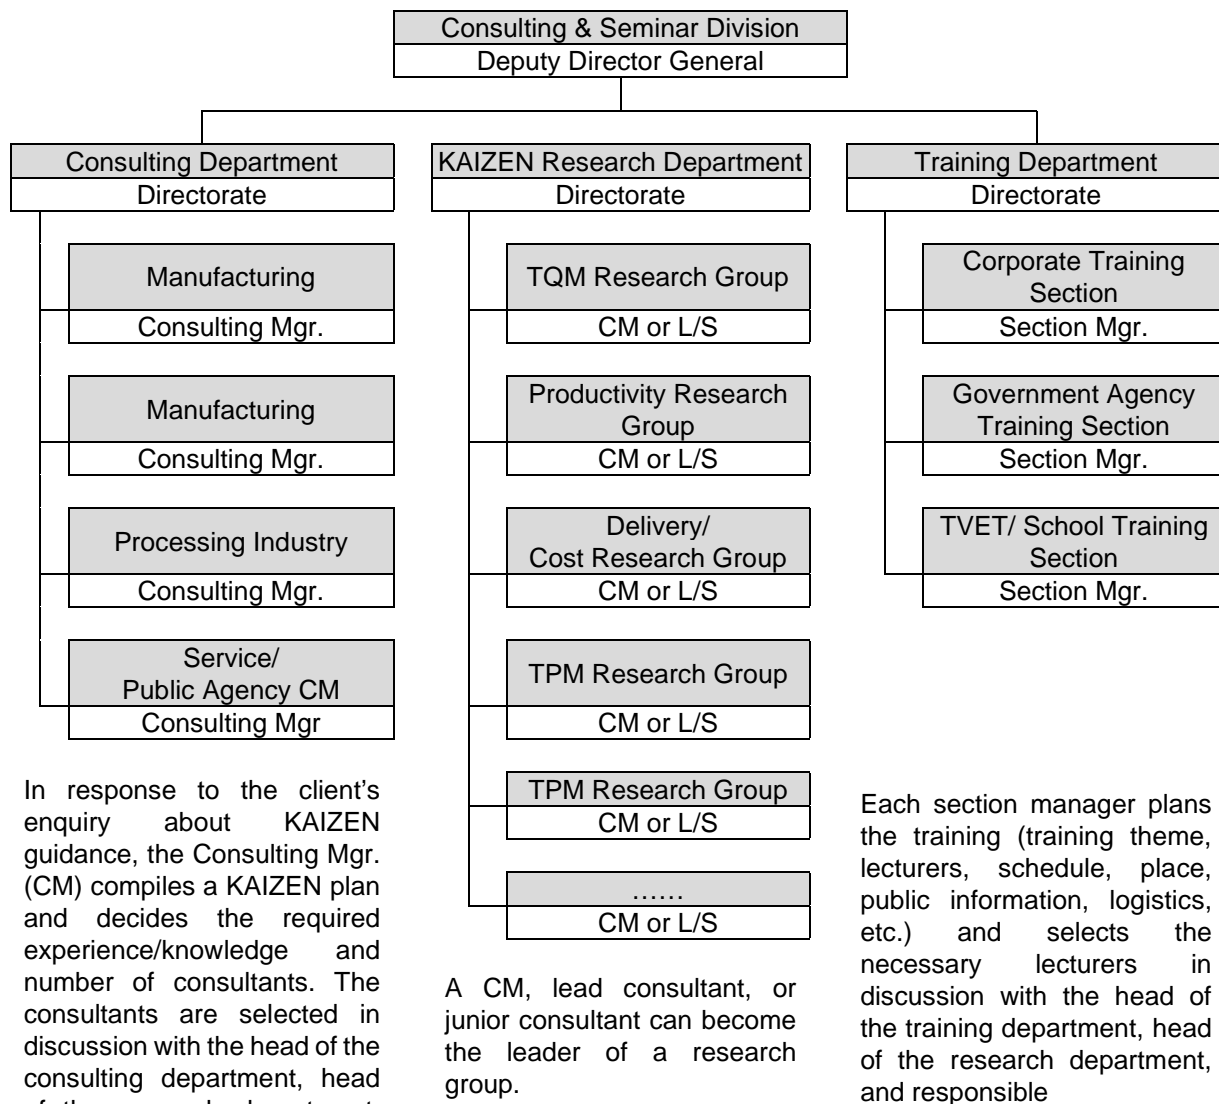 Consulting & Seminar Division
Deputy Director General
Consulting Department
Directorate
Manufacturing
Consulting Mgr.
Manufacturing
Consulting Mgr.
Processing Industry
Consulting Mgr.
Service/
Public Agency CM
Consulting Mgr
In response to the client’s
enquiry about KAIZEN
guidance, the Consulting Mgr.
(CM) compiles a KAIZEN plan
and decides the required
experience/knowledge and
number of consultants. The
consultants are selected in
discussion with the head of the
consulting department, head
KAIZEN Research Department
Directorate
TQM Research Group
CM or L/S
Productivity Research
Group
CM or L/S
Delivery/
Cost Research Group
CM or L/S
TPM Research Group
CM or L/S
TPM Research Group
CM or L/S
……
CM or L/S
A CM, lead consultant, or
junior consultant can become
the leader of a research
group.
Training Department
Directorate
Corporate Training
Section
Section Mgr.
Government Agency
Training Section
Section Mgr.
TVET/ School Training
Section
Section Mgr.
Each section manager plans
the training (training theme,
lecturers, schedule, place,
public information, logistics,
etc.) and selects the
necessary lecturers in
discussion with the head of
the training department, head
of the research department,
and responsible